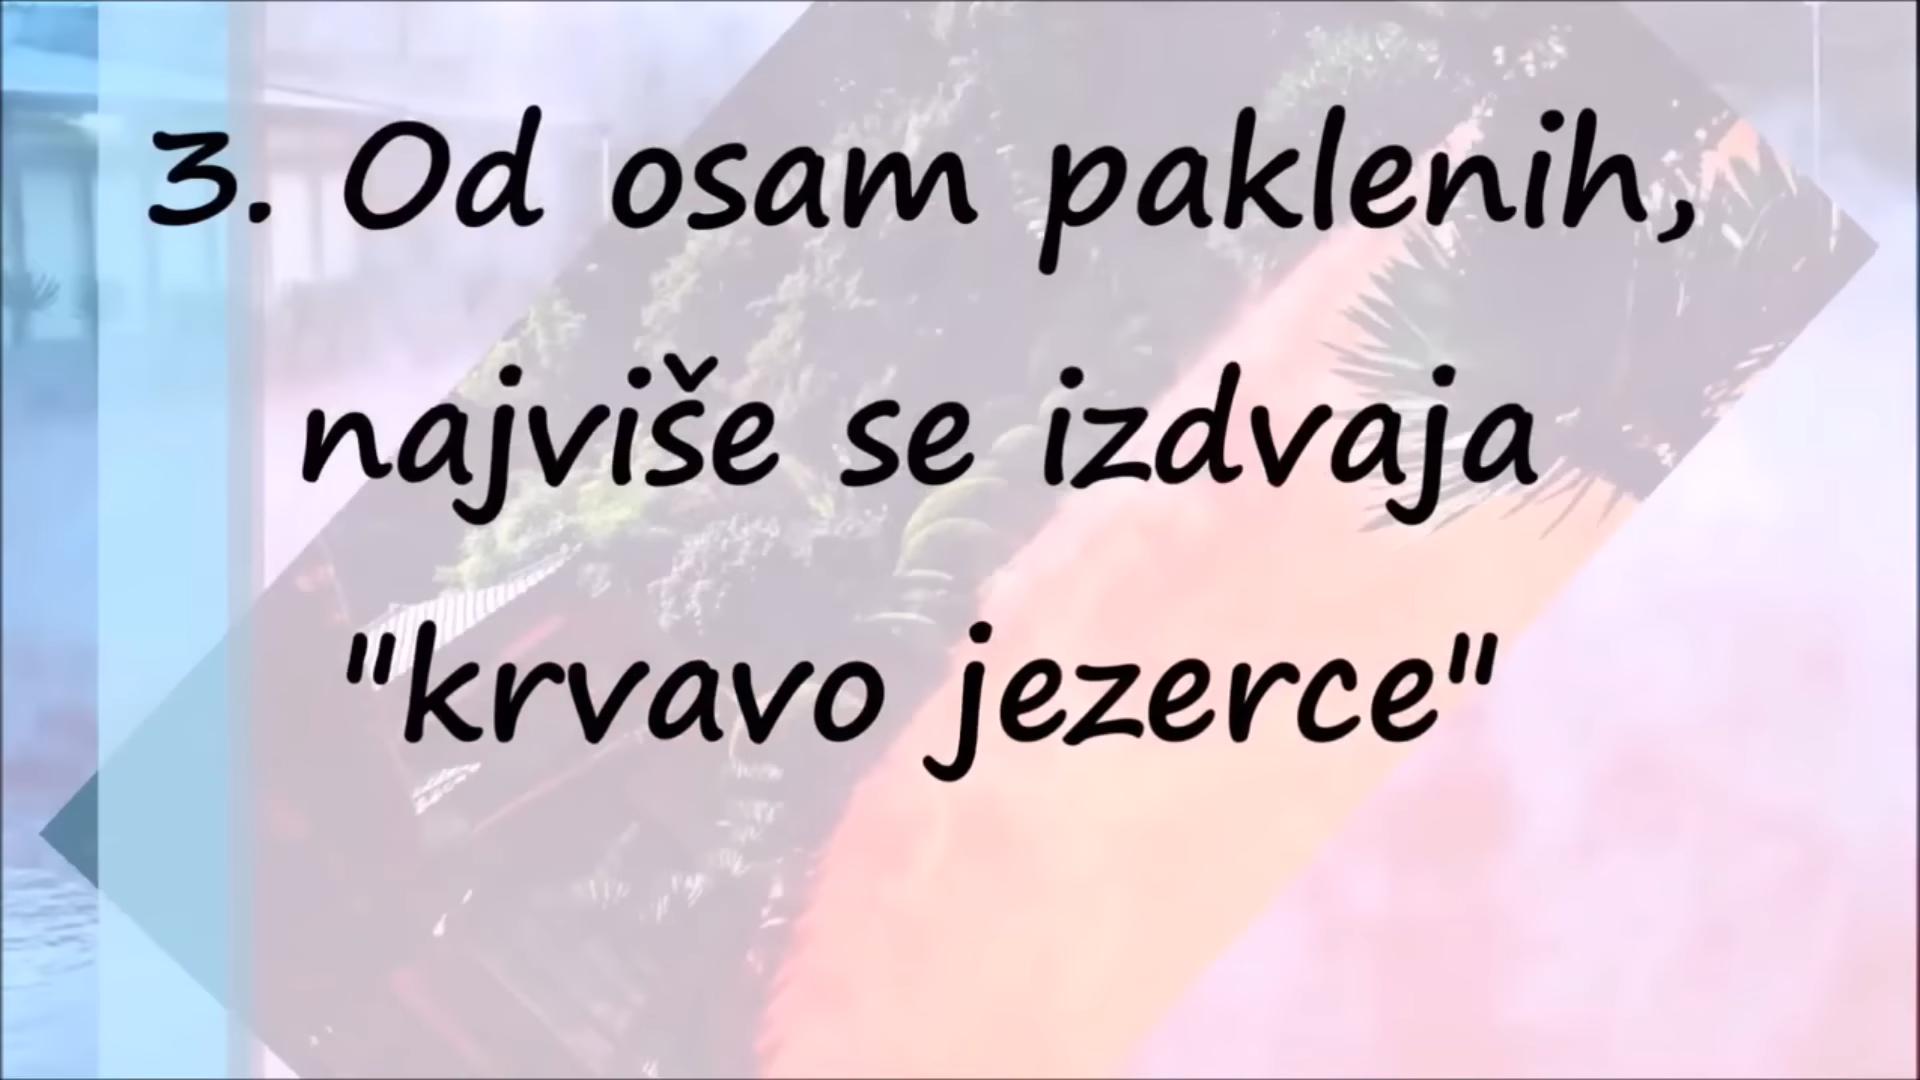 3. Od osam paklenih,
najviše se izdvaja
"krvavo jezerce"